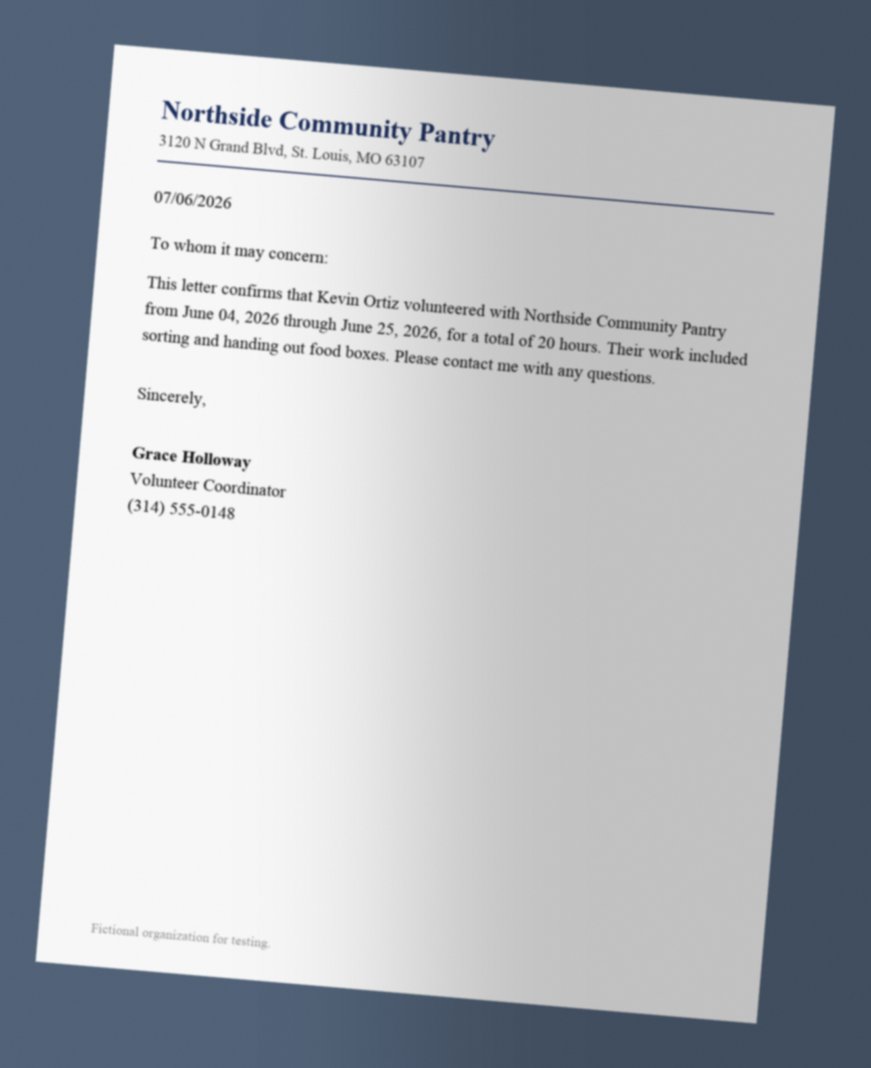 Northside Community Pantry
3120 N Grand Blvd, St. Louis, MO 63107
07/06/2026
To whom it may concern:
This letter confirms that Kevin Ortiz volunteered with Northside Community Pantry
from June 04, 2026 through June 25, 2026, for a total of 20 hours. Their work included
sorting and handing out food boxes. Please contact me with any questions.
Sincerely,
Grace Holloway
Volunteer Coordinator
(314) 555-0148
Fictional organization for testing.